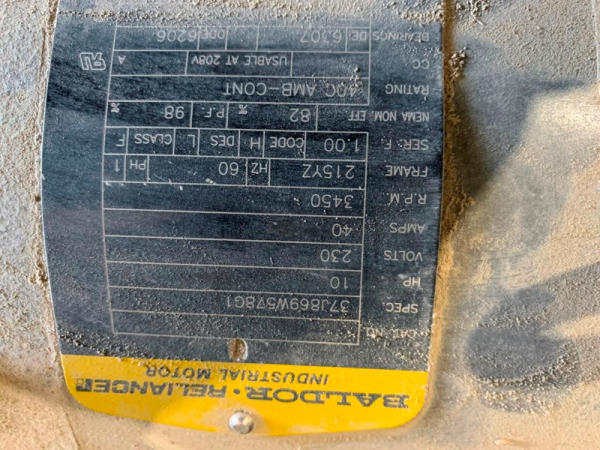 BALDOR • RELIANCE
INDUSTRIAL MOTOR
CAT. NO.
SPEC. 37J869W578G1
HP 10
VOLTS 230
AMPS 40
R.P.M. 3450
FRAME 215YZ HZ 60 PH 1
SER. F. 1.00 CODE H DES L CLASS F
NEMA NOM. EFF. 82 % P.F. 98 %
RATING 40C AMB-CONT
CC USABLE AT 208V A
BEARINGS DE 6307 ODE 6206